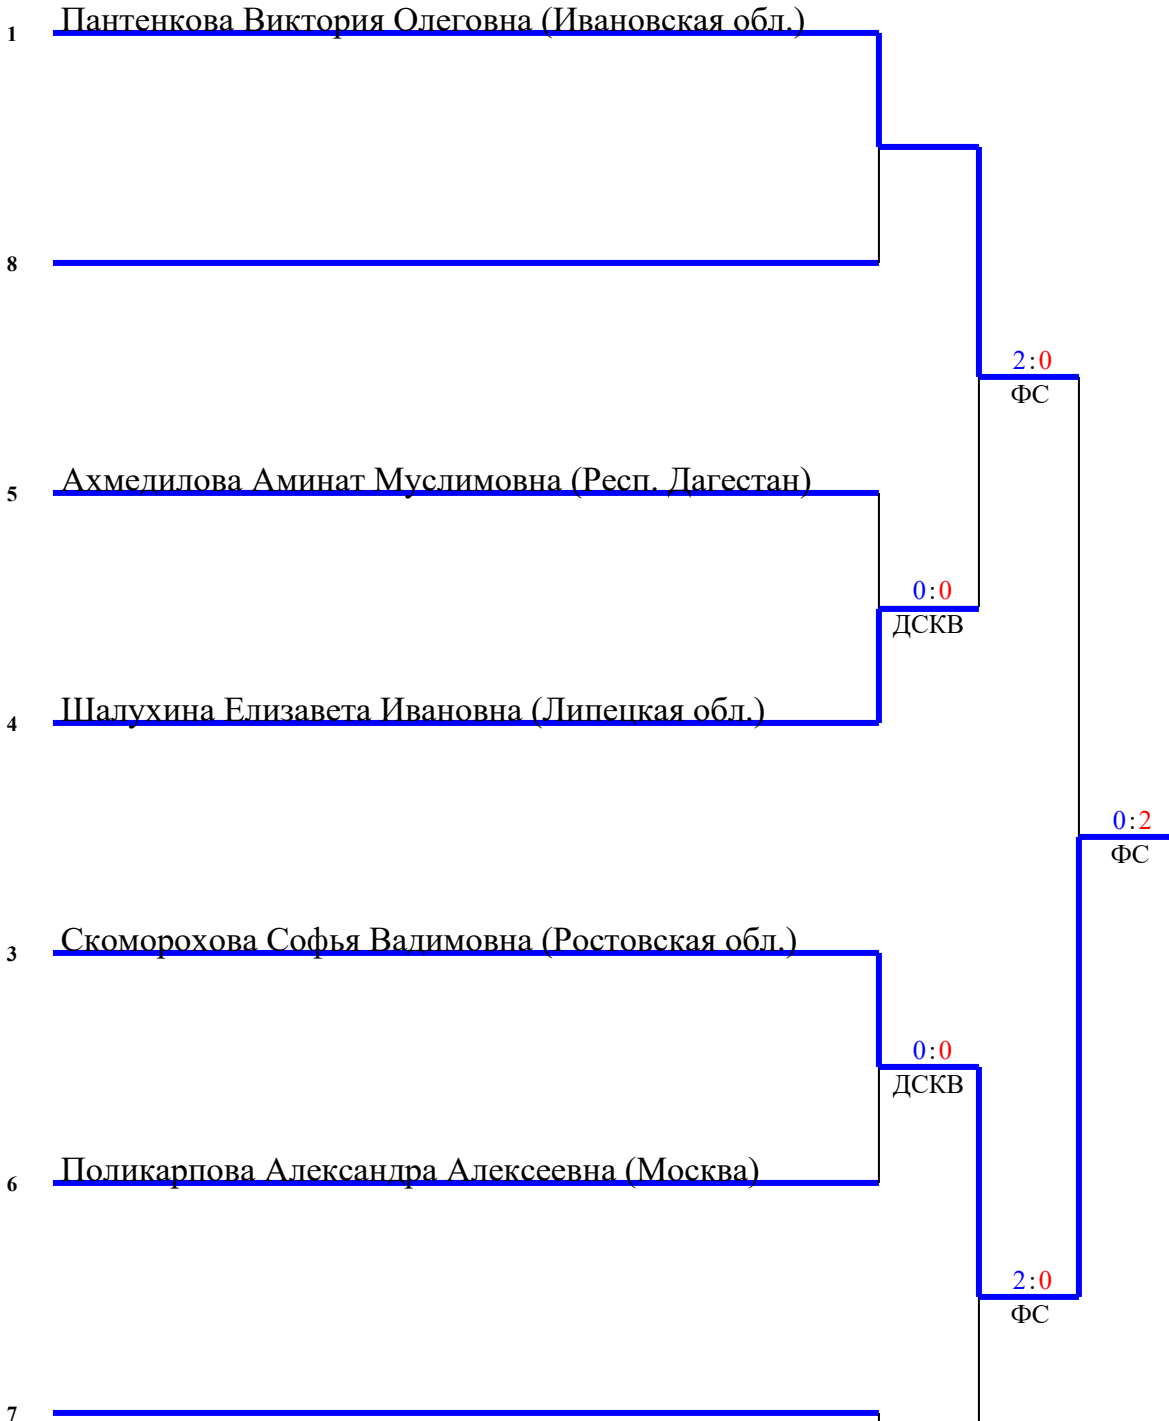 1 Пантенкова Виктория Олеговна (Ивановская обл.)
8
2:0
ФС
5 Ахмедилова Аминат Муслимовна (Респ. Дагестан)
0:0
ДСКВ
4 Шалухина Елизавета Ивановна (Липецкая обл.)
0:2
ФС
3 Скоморохова Софья Вадимовна (Ростовская обл.)
0:0
ДСКВ
6 Поликарпова Александра Алексеевна (Москва)
2:0
ФС
7